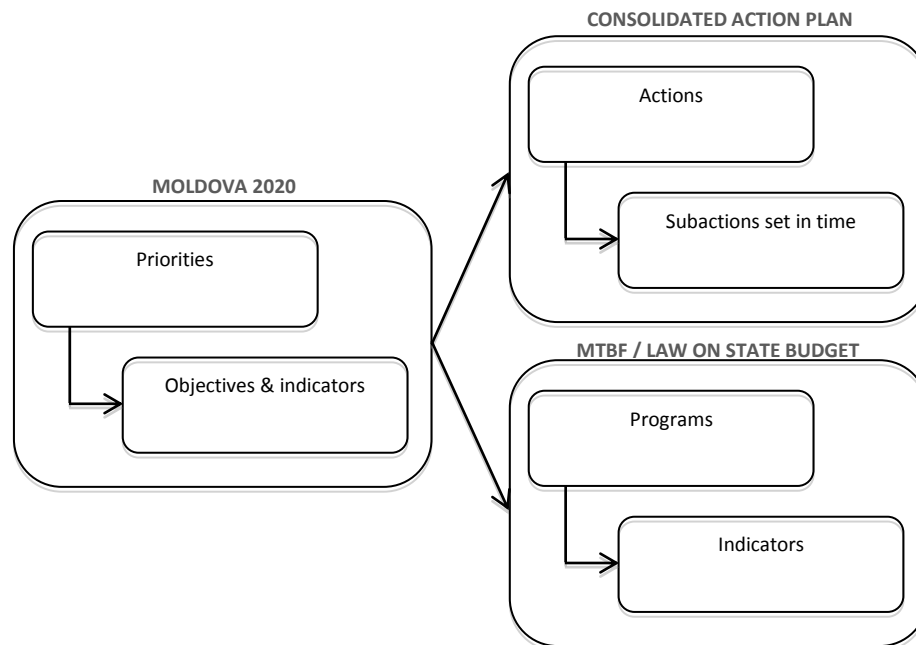 CONSOLIDATED ACTION PLAN
Actions
Subactions set in time
MOLDOVA 2020
Priorities
Objectives & indicators
MTBF / LAW ON STATE BUDGET
Programs
Indicators